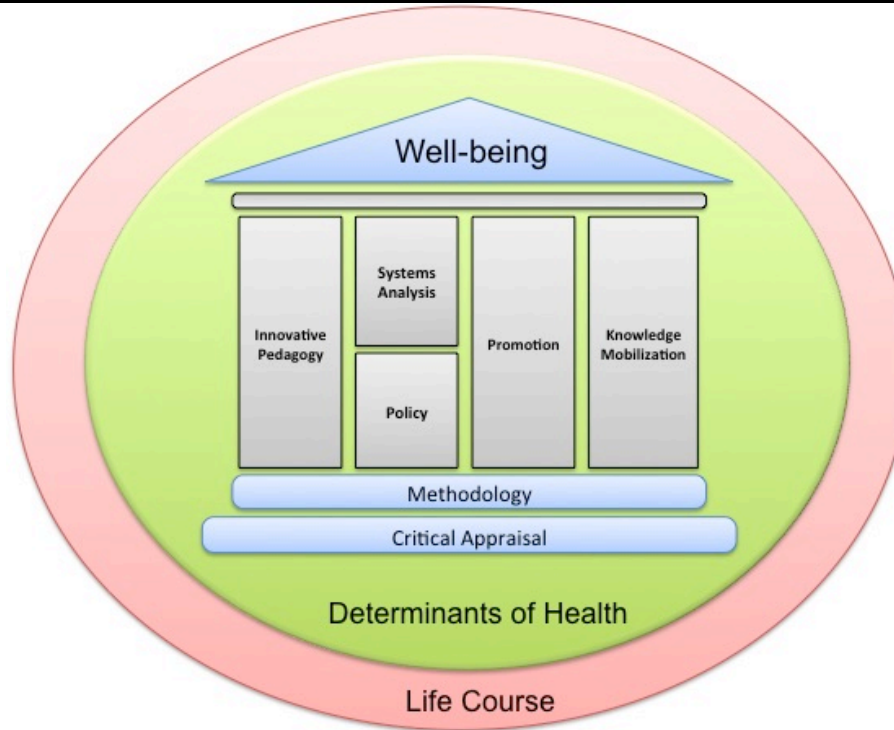 Well-being
Innovative
Pedagogy
Systems
Analysis
Policy
Promotion
Knowledge
Mobilization
Methodology
Critical Appraisal
Determinants of Health
Life Course